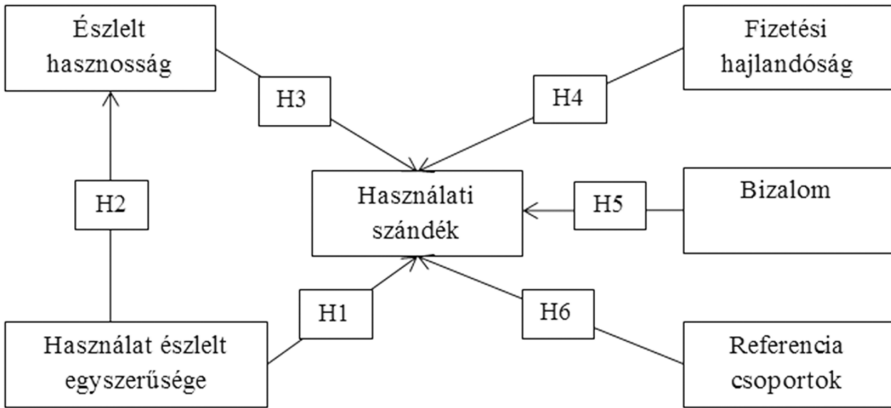 Észlelt
hasznosság
Fizetési
hajlandóság
H3
H4
Használati
szándék
H2
H5
Bizalom
H1
H6
Használat észlelt
egyszerűsége
Referencia
csoportok